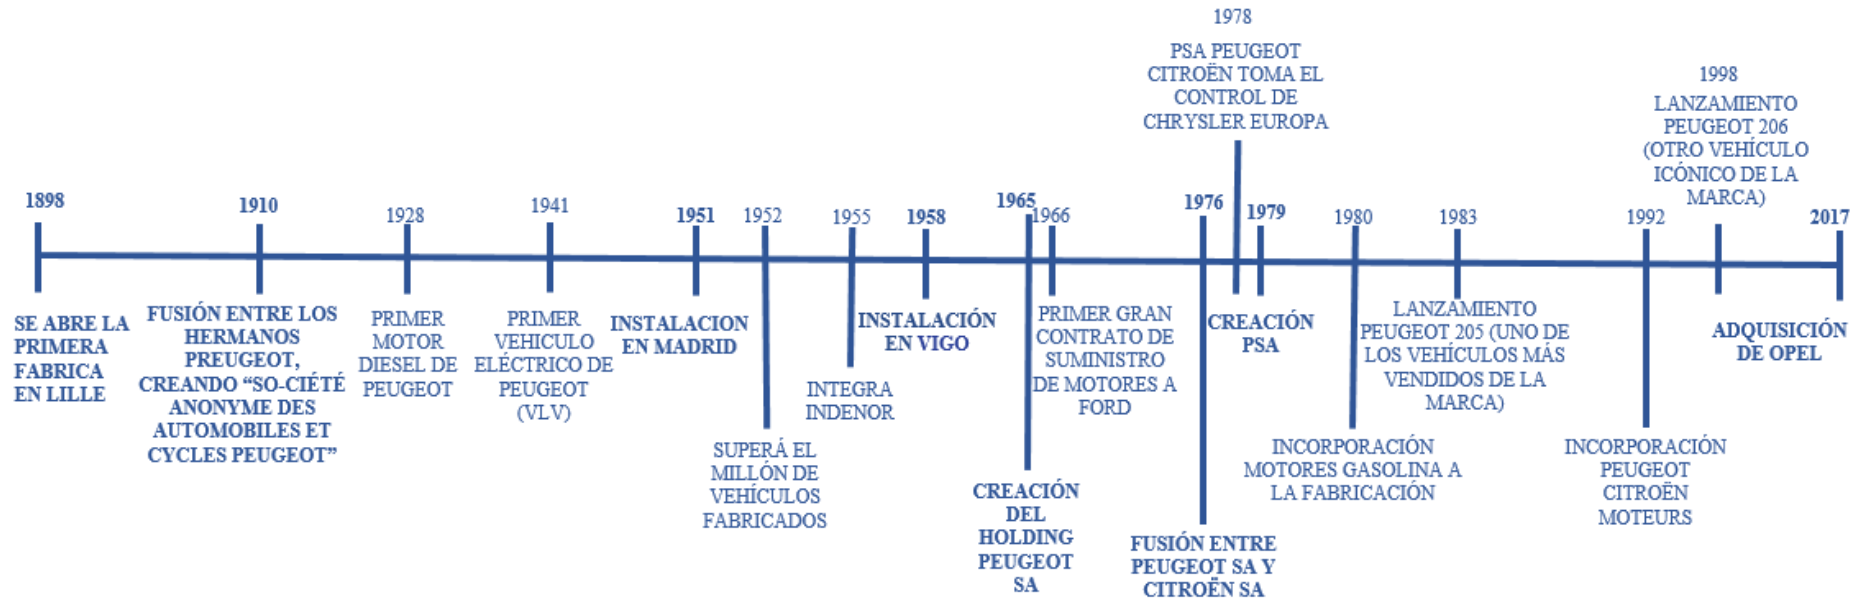 1898
SE ABRE LA
PRIMERA
FABRICA
EN LILLE
1910
FUSIÓN ENTRE LOS
HERMANOS
PREUGEOT,
CREANDO “SO-CIÉTÉ
ANONYME DES
AUTOMOBILES ET
CYCLES PEUGEOT”
1928
PRIMER
MOTOR
DIESEL DE
PEUGEOT
1941
PRIMER
VEHICULO
ELÉCTRICO DE
PEUGEOT
(VLV)
1951
INSTALACION
EN MADRID
1952
SUPERÁ EL
MILLÓN DE
VEHÍCULOS
FABRICADOS
1955
INTEGRA
INDENOR
1958
INSTALACIÓN
EN VIGO
1965
CREACIÓN
DEL
HOLDING
PEUGEOT
SA
1966
PRIMER GRAN
CONTRATO DE
SUMINISTRO
DE MOTORES A
FORD
1976
FUSIÓN ENTRE
PEUGEOT SA Y
CITROËN SA
1978
PSA PEUGEOT
CITROËN TOMA EL
CONTROL DE
CHRYSLER EUROPA
1979
CREACIÓN
PSA
1980
INCORPORACIÓN
MOTORES GASOLINA A
LA FABRICACIÓN
1983
LANZAMIENTO
PEUGEOT 205 (UNO DE
LOS VEHÍCULOS MÁS
VENDIDOS DE LA
MARCA)
1992
INCORPORACIÓN
PEUGEOT
CITROËN
MOTEURS
1998
LANZAMIENTO
PEUGEOT 206
(OTRO VEHÍCULO
ICÓNICO DE LA
MARCA)
2017
ADQUISICIÓN
DE OPEL